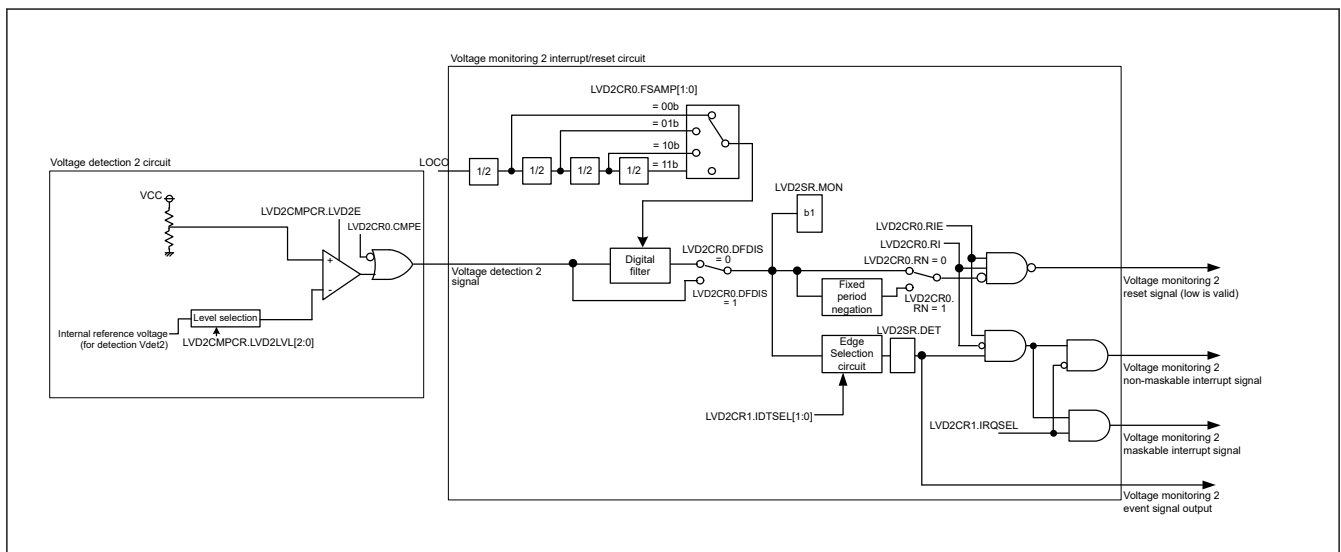 Voltage monitoring 2 interrupt/reset circuit
LVD2CR0.FSAMP[1:0]
= 00b
= 01b
= 10b
= 11b
LOCO
1/2
1/2
1/2
1/2
Voltage detection 2 circuit
VCC
LVD2CMPCR.LVD2E
LVD2CR0.CMPE
+
-
Level selection
Internal reference voltage
(for detection Vdet2)
LVD2CMPCR.LVD2LVL[2:0]
Voltage detection 2
signal
Digital
filter
LVD2CR0.DFDIS
= 0
LVD2CR0.DFDIS
= 1
LVD2SR.MON
b1
LVD2CR0.RIE
LVD2CR0.RI
LVD2CR0.RN = 0
Fixed
period
negation
LVD2CR0.
RN = 1
Voltage monitoring 2
reset signal (low is valid)
Edge
Selection
circuit
LVD2SR.DET
LVD2CR1.IDTSEL[1:0]
Voltage monitoring 2
non-maskable interrupt signal
LVD2CR1.IRQSEL
Voltage monitoring 2
maskable interrupt signal
Voltage monitoring 2
event signal output